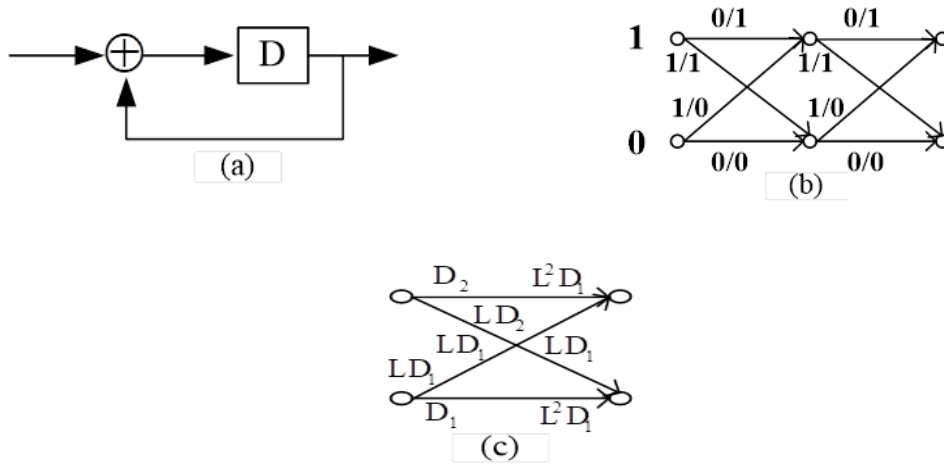 D
(a)
0/1 0/1
1
1/1 1/1
1/0 1/0
0
0/0 0/0
(b)
D₂ L²D₁
LD₂
LD₁ LD₁
LD₁
D₁ L²D₁
(c)